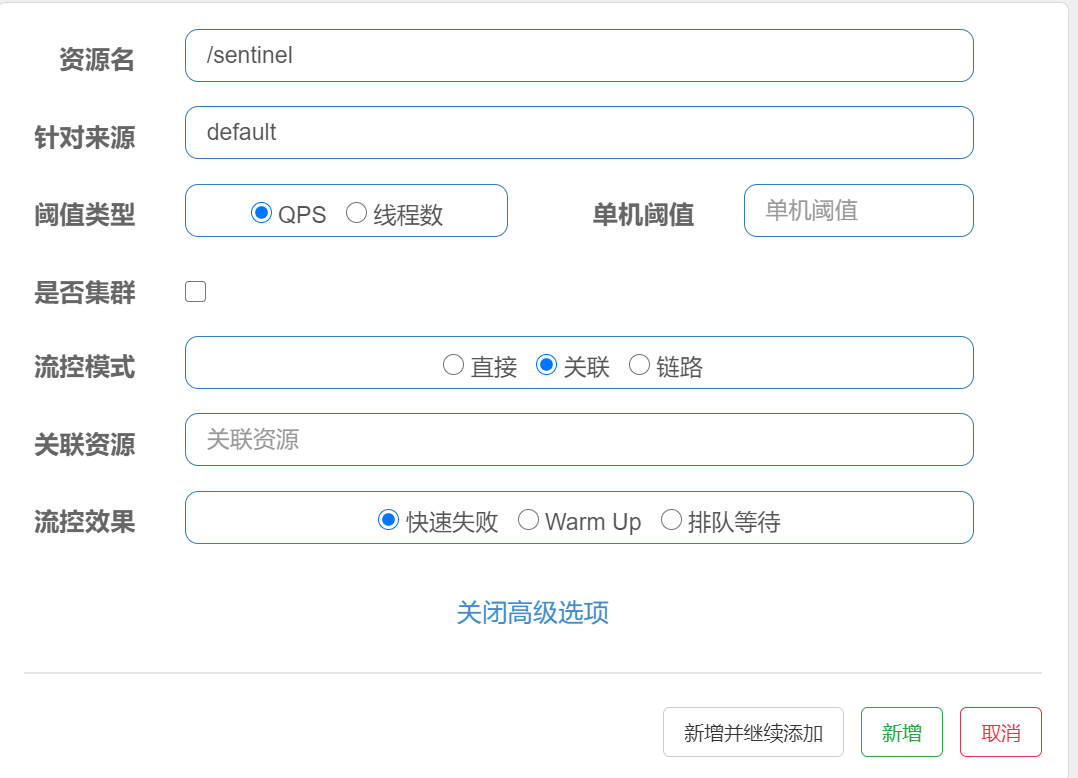 资源名 /sentinel
针对来源 default
阈值类型 QPS 线程数 单机阈值 单机阈值
是否集群
流控模式 直接 关联 链路
关联资源 关联资源
流控效果 快速失败 Warm Up 排队等待
关闭高级选项
新增并继续添加 新增 取消